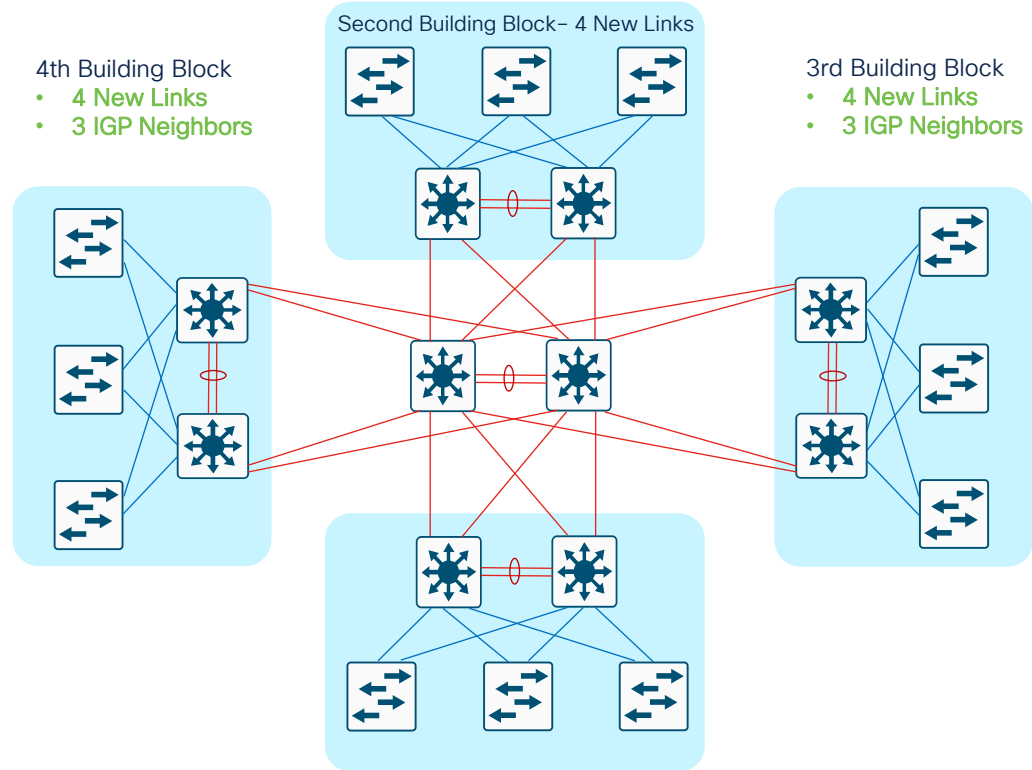 Second Building Block– 4 New Links
4th Building Block
• 4 New Links
• 3 IGP Neighbors
3rd Building Block
• 4 New Links
• 3 IGP Neighbors